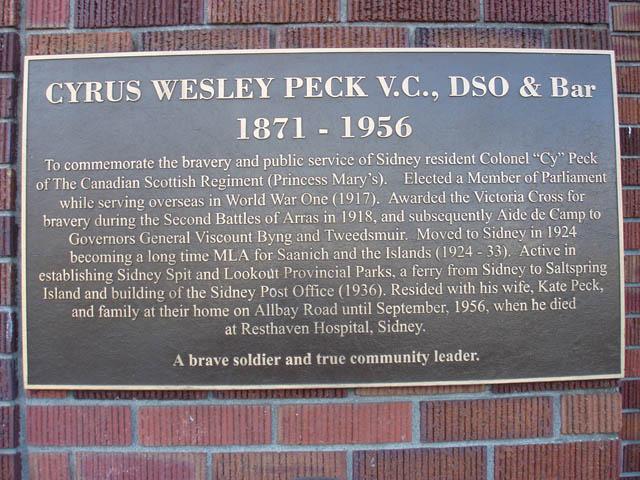 CYRUS WESLEY PECK V.C., DSO & Bar
1871 - 1956
To commemorate the bravery and public service of Sidney resident Colonel "Cy" Peck
of The Canadian Scottish Regiment (Princess Mary's). Elected a Member of Parliament
while serving overseas in World War One (1917). Awarded the Victoria Cross for
bravery during the Second Battles of Arras in 1918, and subsequently Aide de Camp to
Governors General Viscount Byng and Tweedsmuir. Moved to Sidney in 1924
becoming a long time MLA for Saanich and the Islands (1924 - 33). Active in
establishing Sidney Spit and Lookout Provincial Parks, a ferry from Sidney to Saltspring
Island and building of the Sidney Post Office (1936). Resided with his wife, Kate Peck,
and family at their home on Allbay Road until September, 1956, when he died
at Resthaven Hospital, Sidney.
A brave soldier and true community leader.